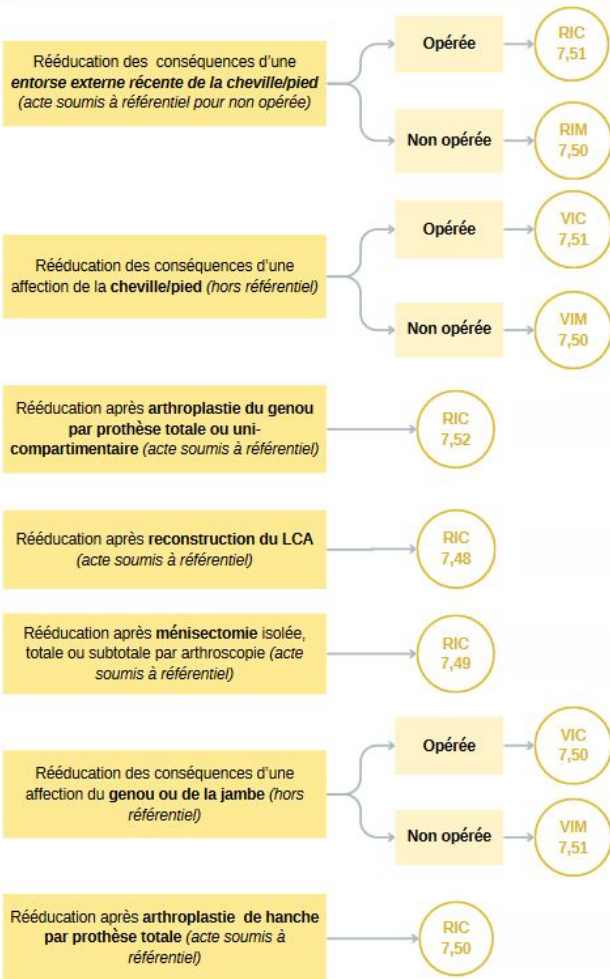 Rééducation des conséquences d'une
entorse externe récente de la cheville/pied
(acte soumis à référentiel pour non opérée)
Opérée
RIC
7,51
Non opérée
RIM
7,50
Rééducation des conséquences d'une
affection de la cheville/pied (hors référentiel)
Opérée
VIC
7,51
Non opérée
VIM
7,50
Rééducation après arthroplastie du genou
par prothèse totale ou uni-
compartimentaire (acte soumis à référentiel)
RIC
7,52
Rééducation après reconstruction du LCA
(acte soumis à référentiel)
RIC
7,48
Rééducation après ménisectomie isolée,
totale ou subtotale par arthroscopie (acte
soumis à référentiel)
RIC
7,49
Rééducation des conséquences d'une
affection du genou ou de la jambe (hors
référentiel)
Opérée
VIC
7,50
Non opérée
VIM
7,51
Rééducation après arthroplastie de hanche
par prothèse totale (acte soumis à
référentiel)
RIC
7,50